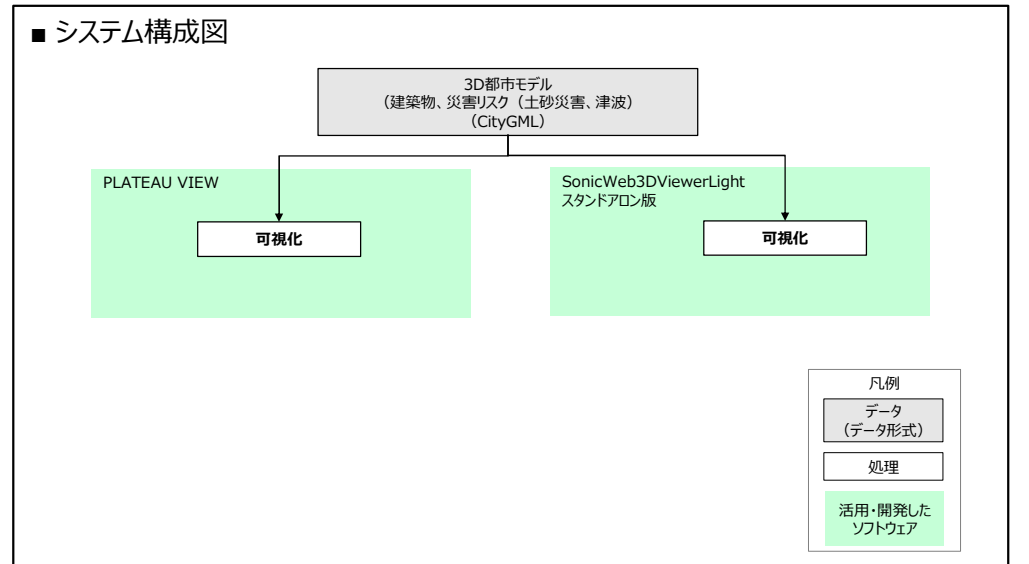 ■ システム構成図
3D都市モデル
（建築物、災害リスク（土砂災害、津波）
（CityGML）
PLATEAU VIEW
可視化
SonicWeb3DViewerLight
スタンドアロン版
可視化
凡例
データ
（データ形式）
処理
活用・開発した
ソフトウェア